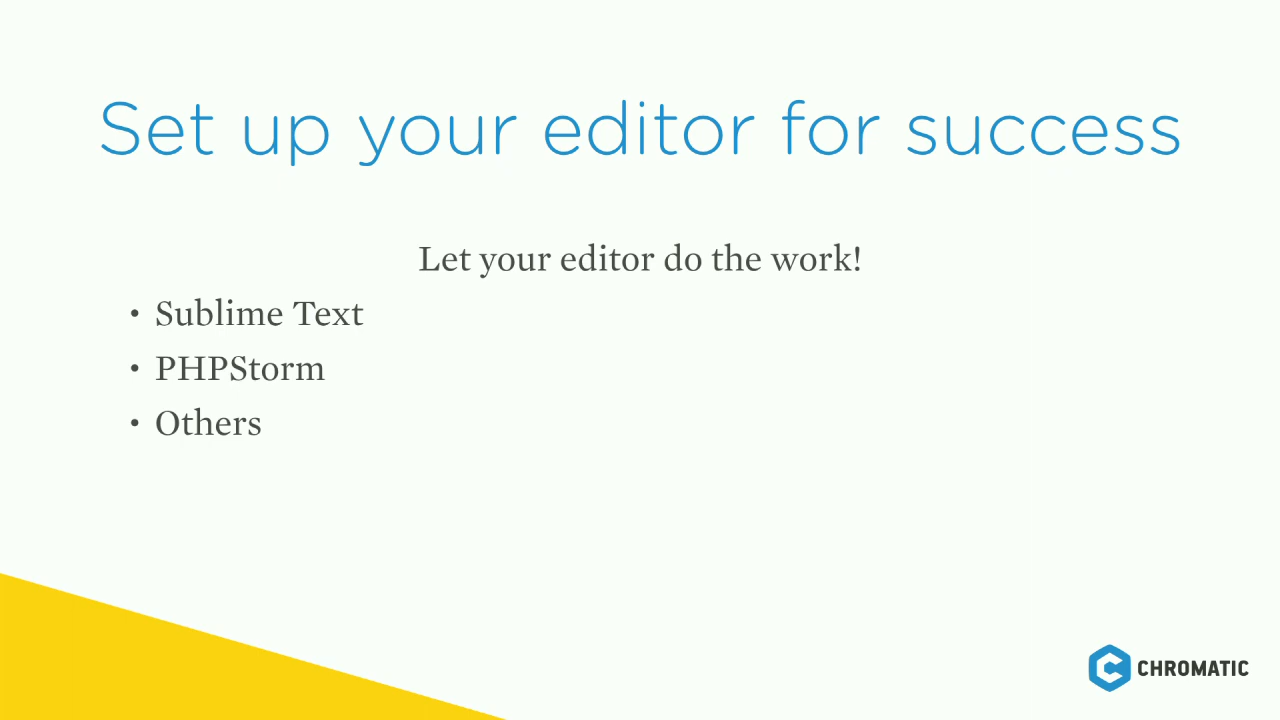 Set up your editor for success
Let your editor do the work!
• Sublime Text
• PHPStorm
• Others
CHROMATIC